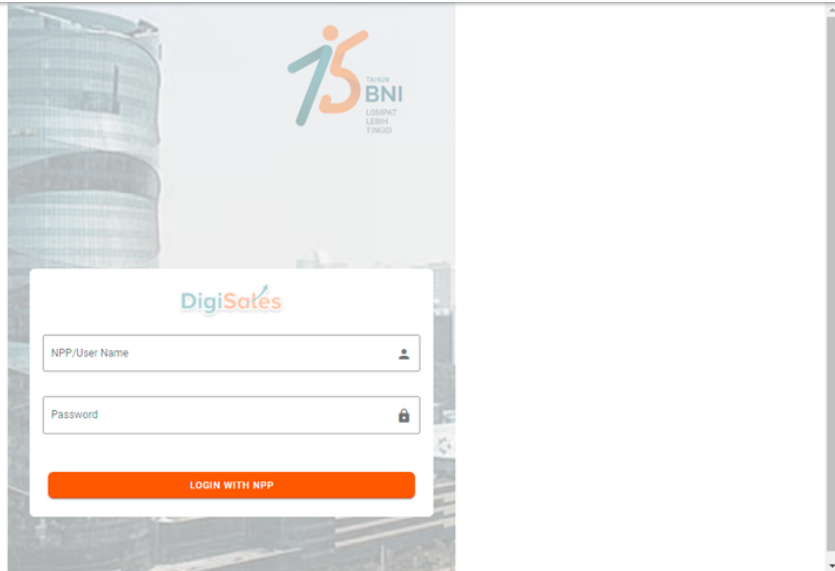 75
TAHUN
BNI
LOMPAT
LEBIH
TINGGI
DigiSales
NPP/User Name
Password
LOGIN WITH NPP